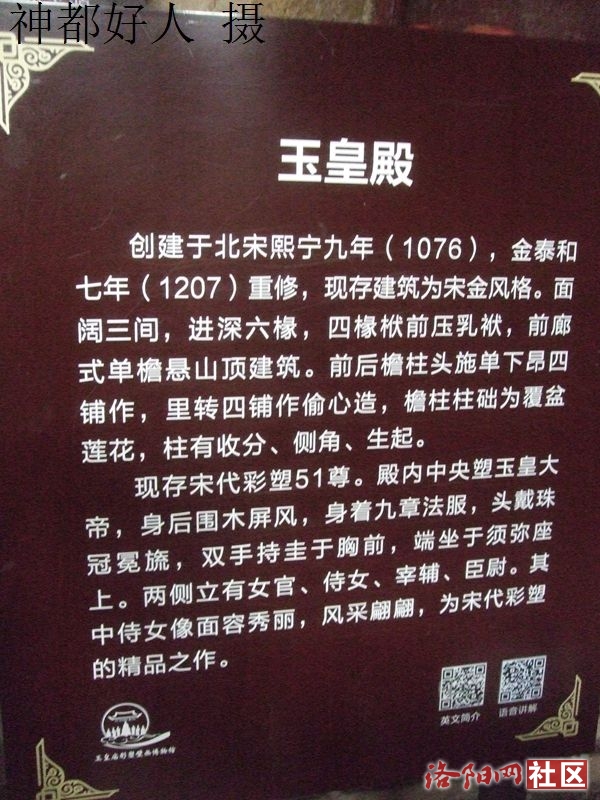 神都好人 摄
玉皇殿
创建于北宋熙宁九年（1076），金泰和
七年（1207）重修，现存建筑为宋金风格。面
阔三间，进深六椽，四椽栿前压乳栿，前廊
式单檐悬山顶建筑。前后檐柱头施单下昂四
铺作，里转四铺作偷心造，檐柱柱础为覆盆
莲花，柱有收分、侧角、生起。
现存宋代彩塑51尊。殿内中央塑玉皇大
帝，身后围木屏风，身着九章法服，头戴珠
冠冕旒，双手持圭于胸前，端坐于须弥座
上。两侧立有女官、侍女、宰辅、臣尉。其
中侍女像面容秀丽，风采翩翩，为宋代彩塑
的精品之作。
英文简介
语音讲解
玉皇庙彩塑壁画博物馆
洛阳网社区